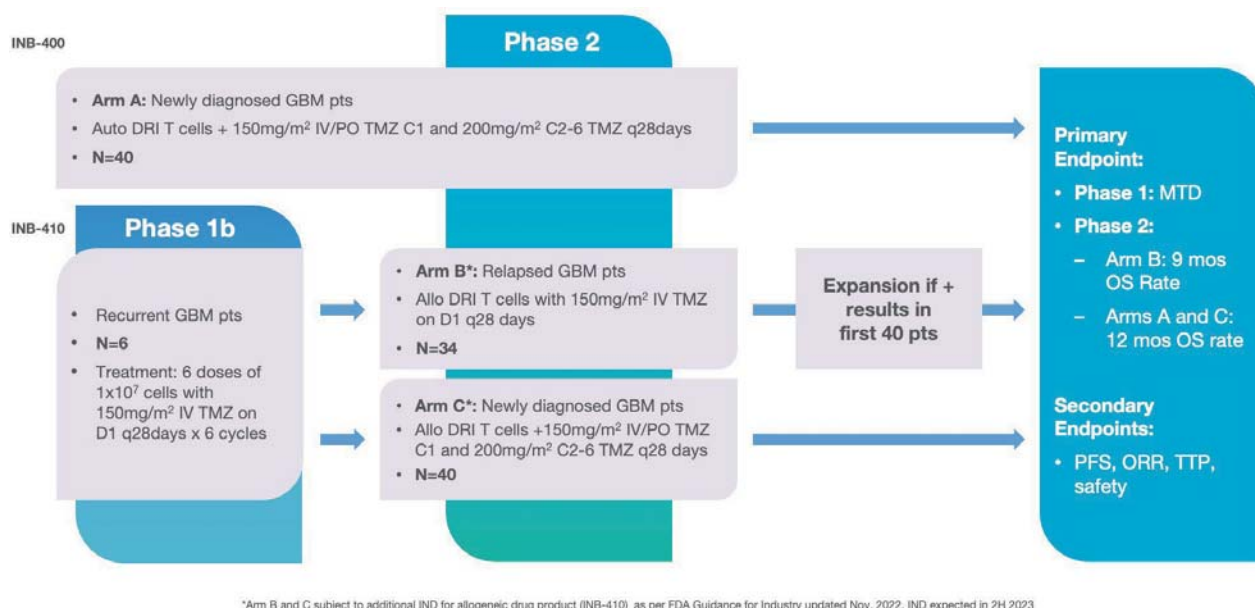 INB-400
Phase 2
• Arm A: Newly diagnosed GBM pts
• Auto DRI T cells + 150mg/m² IV/PO TMZ C1 and 200mg/m² C2-6 TMZ q28days
• N=40
INB-410
Phase 1b
• Recurrent GBM pts
• N=6
• Treatment: 6 doses of
1x10⁷ cells with
150mg/m² IV TMZ on
D1 q28days x 6 cycles
• Arm B*: Relapsed GBM pts
• Allo DRI T cells with 150mg/m² IV TMZ
on D1 q28 days
• N=34
Expansion if +
results in
first 40 pts
• Arm C*: Newly diagnosed GBM pts
• Allo DRI T cells +150mg/m² IV/PO TMZ
C1 and 200mg/m² C2-6 TMZ q28 days
• N=40
Primary
Endpoint:
• Phase 1: MTD
• Phase 2:
– Arm B: 9 mos
OS Rate
– Arms A and C:
12 mos OS rate
Secondary
Endpoints:
• PFS, ORR, TTP,
safety
*Arm B and C subject to additional IND for allogeneic drug product (INB-410), as per FDA Guidance for Industry updated Nov. 2022, IND expected in 2H 2023